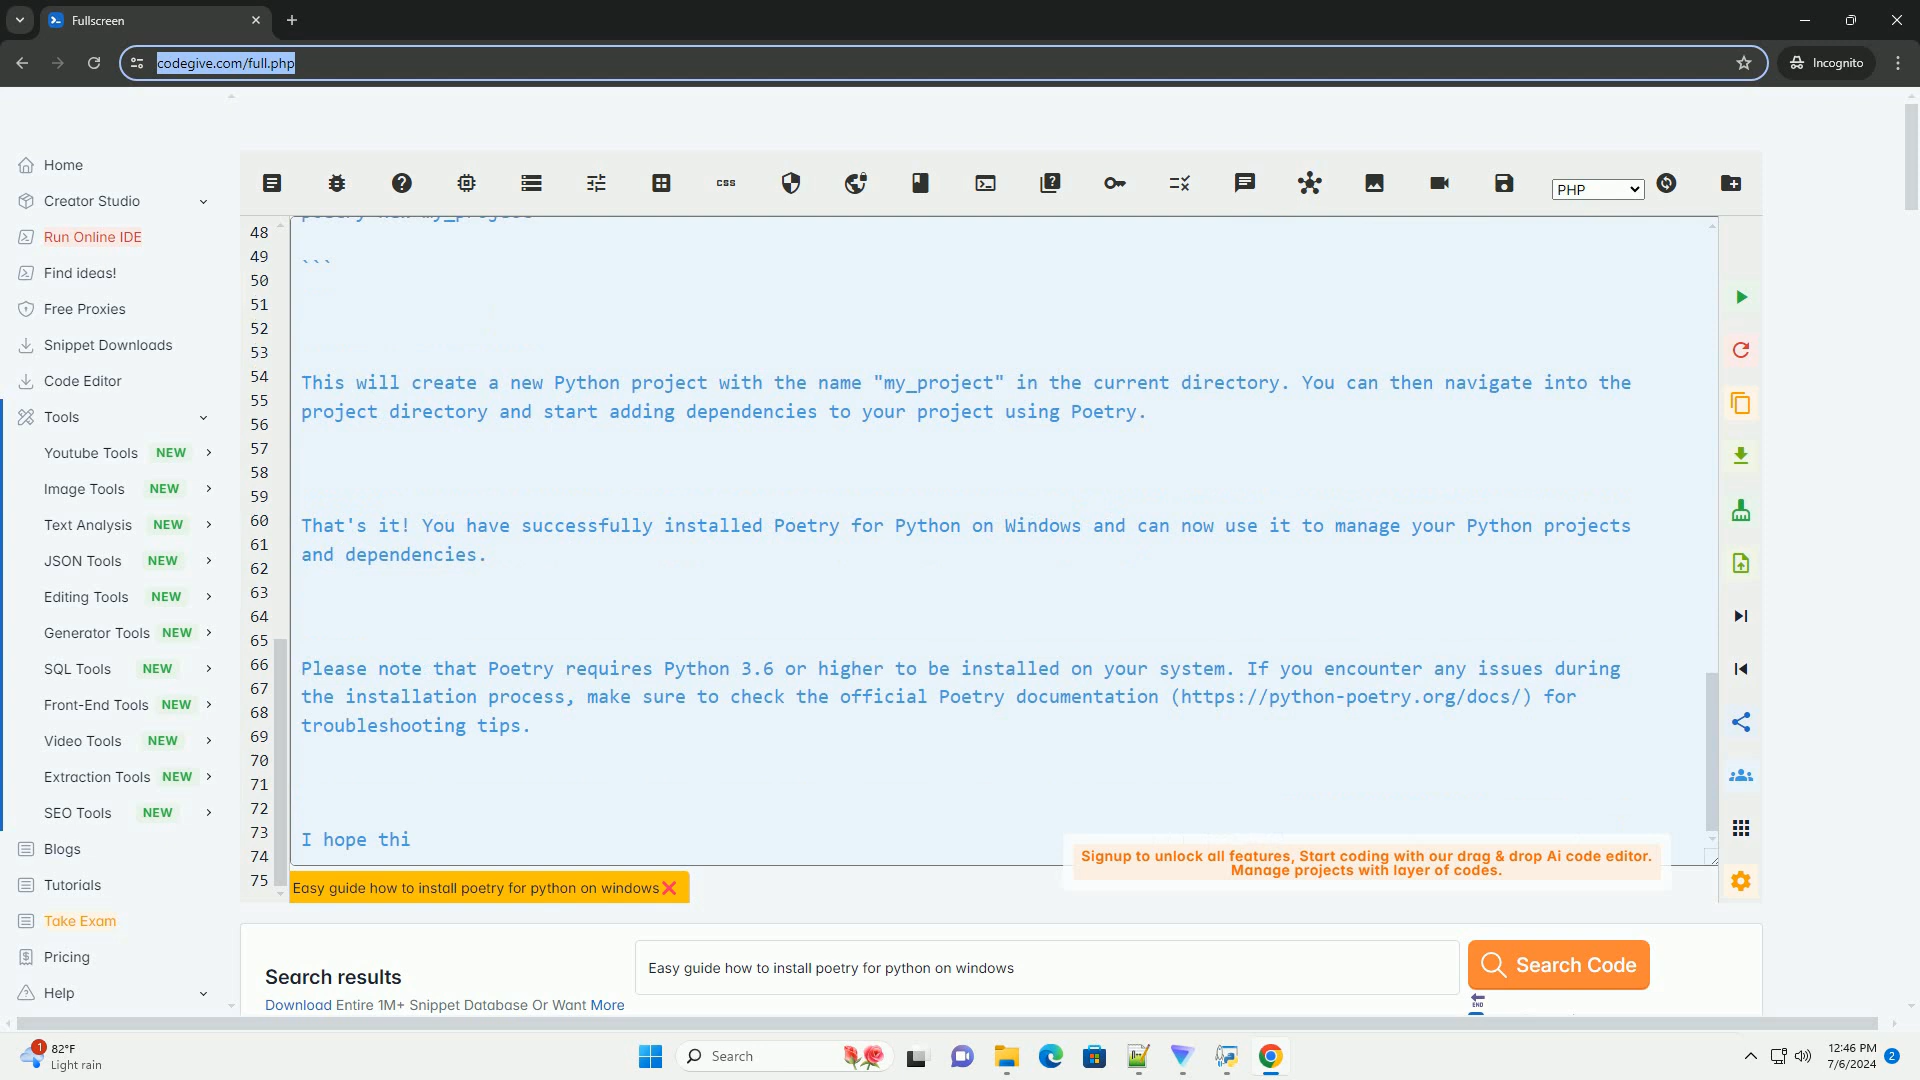 Fullscreen
codegive.com/full.php
Incognito
Home
Creator Studio
Run Online IDE
Find ideas!
Free Proxies
Snippet Downloads
Code Editor
Tools
Youtube Tools NEW
Image Tools NEW
Text Analysis NEW
JSON Tools NEW
Editing Tools NEW
Generator Tools NEW
SQL Tools NEW
Front-End Tools NEW
Video Tools NEW
Extraction Tools NEW
SEO Tools NEW
Blogs
Tutorials
Take Exam
Pricing
Help
css
PHP
48
49
50
51
52
53
54
55
56
57
58
59
60
61
62
63
64
65
66
67
68
69
70
71
72
73
74
75
poetry new my_project
```
This will create a new Python project with the name "my_project" in the current directory. You can then navigate into the
project directory and start adding dependencies to your project using Poetry.
That's it! You have successfully installed Poetry for Python on Windows and can now use it to manage your Python projects
and dependencies.
Please note that Poetry requires Python 3.6 or higher to be installed on your system. If you encounter any issues during
the installation process, make sure to check the official Poetry documentation (https://python-poetry.org/docs/) for
troubleshooting tips.
I hope thi
Signup to unlock all features, Start coding with our drag & drop Ai code editor.
Manage projects with layer of codes.
Easy guide how to install poetry for python on windows
Search results
Download Entire 1M+ Snippet Database Or Want More
Easy guide how to install poetry for python on windows
Search Code
END
1
82°F
Light rain
Search
12:46 PM
7/6/2024
2